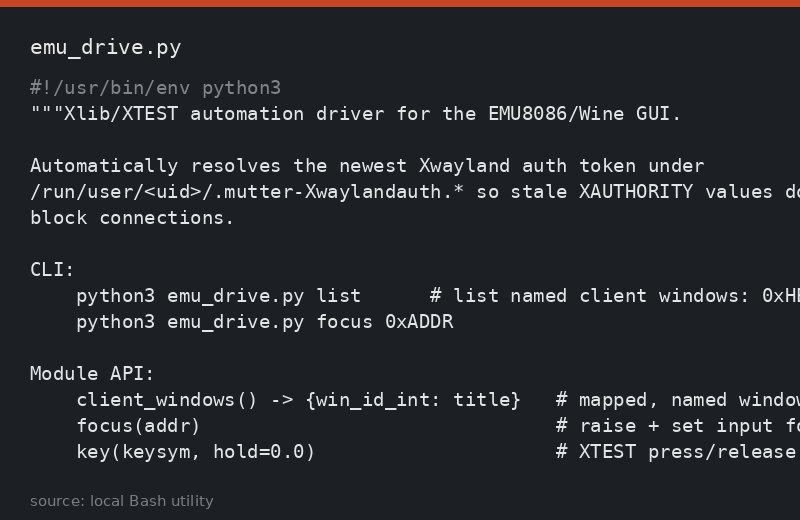 emu_drive.py
#!/usr/bin/env python3
"""Xlib/XTEST automation driver for the EMU8086/Wine GUI.
Automatically resolves the newest Xwayland auth token under
/run/user/<uid>/.mutter-Xwaylandauth.* so stale XAUTHORITY values do
block connections.
CLI:
    python3 emu_drive.py list      # list named client windows: 0xHE
    python3 emu_drive.py focus 0xADDR
Module API:
    client_windows() -> {win_id_int: title}   # mapped, named window
    focus(addr)                               # raise + set input fo
    key(keysym, hold=0.0)                     # XTEST press/release
source: local Bash utility